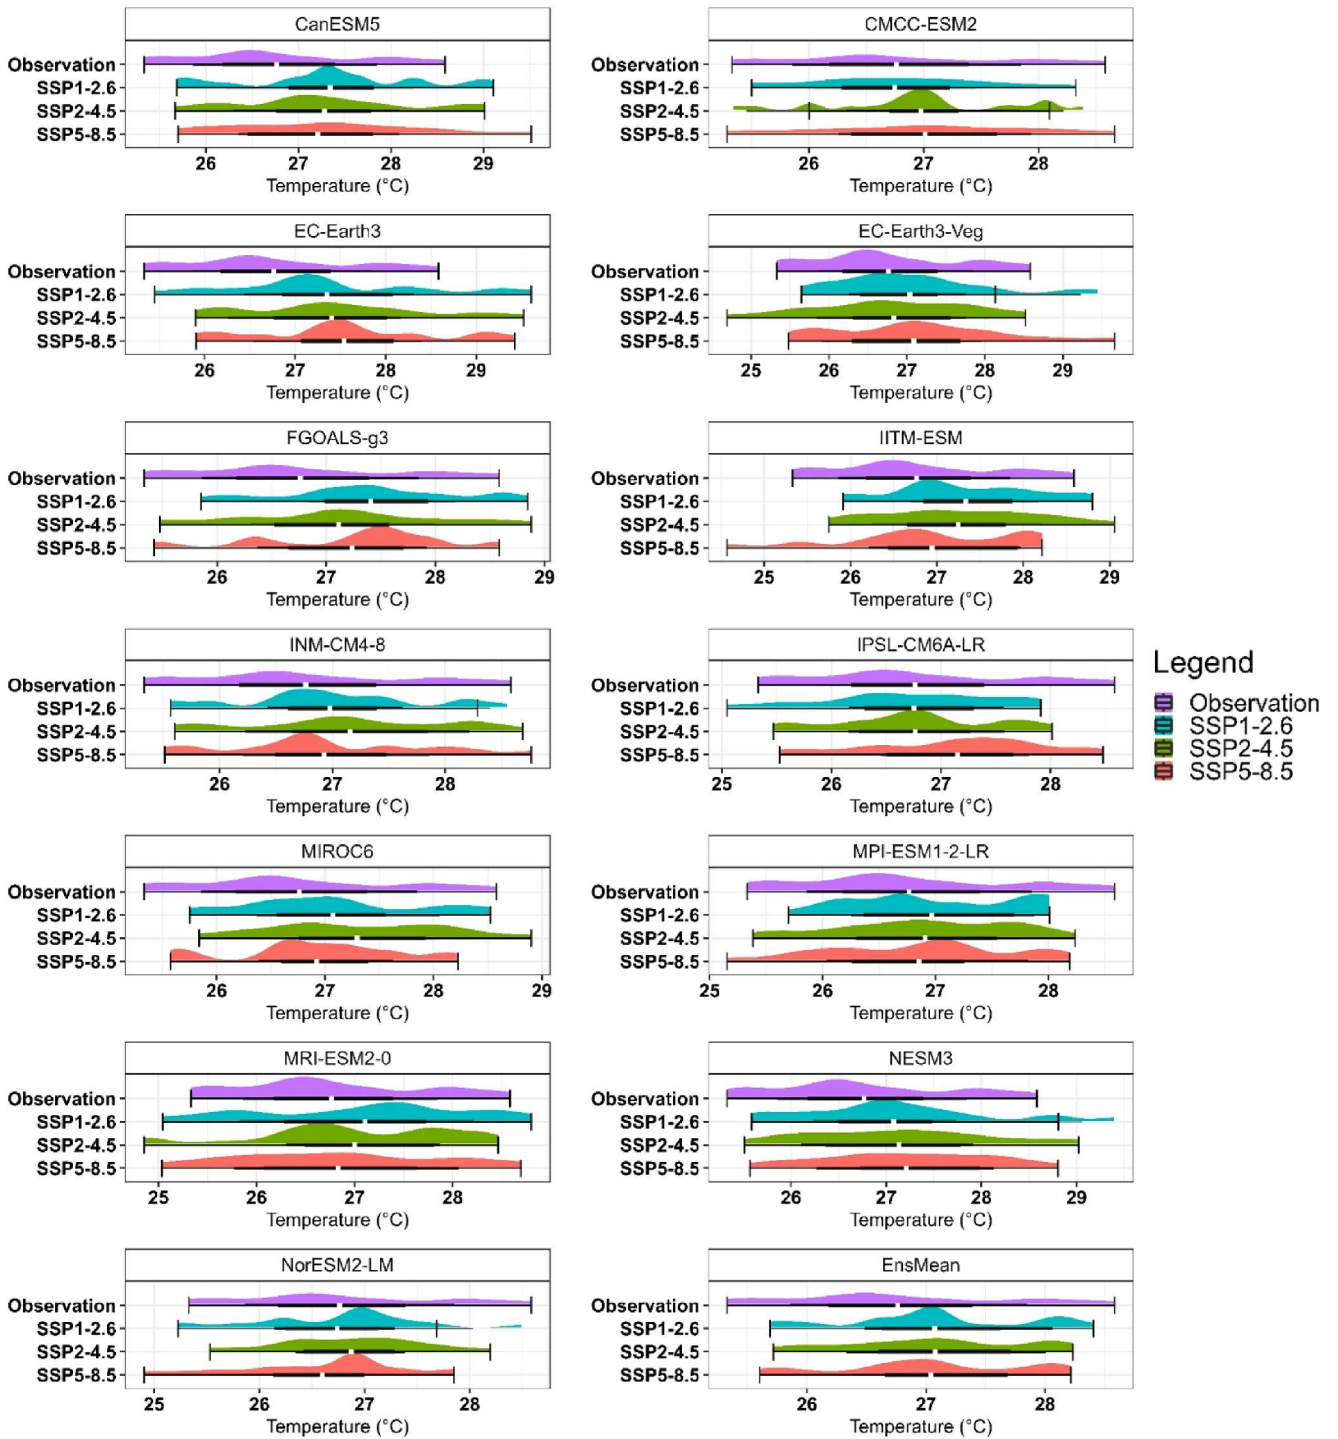 CanESM5
Observation
SSP1-2.6
SSP2-4.5
SSP5-8.5
26 27 28 29
Temperature (°C)
CMCC-ESM2
Observation
SSP1-2.6
SSP2-4.5
SSP5-8.5
26 27 28
Temperature (°C)
EC-Earth3
Observation
SSP1-2.6
SSP2-4.5
SSP5-8.5
26 27 28 29
Temperature (°C)
EC-Earth3-Veg
Observation
SSP1-2.6
SSP2-4.5
SSP5-8.5
25 26 27 28 29
Temperature (°C)
FGOALS-g3
Observation
SSP1-2.6
SSP2-4.5
SSP5-8.5
26 27 28 29
Temperature (°C)
IITM-ESM
Observation
SSP1-2.6
SSP2-4.5
SSP5-8.5
25 26 27 28 29
Temperature (°C)
INM-CM4-8
Observation
SSP1-2.6
SSP2-4.5
SSP5-8.5
26 27 28
Temperature (°C)
IPSL-CM6A-LR
Observation
SSP1-2.6
SSP2-4.5
SSP5-8.5
25 26 27 28
Temperature (°C)
Legend
Observation
SSP1-2.6
SSP2-4.5
SSP5-8.5
MIROC6
Observation
SSP1-2.6
SSP2-4.5
SSP5-8.5
26 27 28 29
Temperature (°C)
MPI-ESM1-2-LR
Observation
SSP1-2.6
SSP2-4.5
SSP5-8.5
25 26 27 28
Temperature (°C)
MRI-ESM2-0
Observation
SSP1-2.6
SSP2-4.5
SSP5-8.5
25 26 27 28
Temperature (°C)
NESM3
Observation
SSP1-2.6
SSP2-4.5
SSP5-8.5
26 27 28 29
Temperature (°C)
NorESM2-LM
Observation
SSP1-2.6
SSP2-4.5
SSP5-8.5
25 26 27 28
Temperature (°C)
EnsMean
Observation
SSP1-2.6
SSP2-4.5
SSP5-8.5
26 27 28
Temperature (°C)